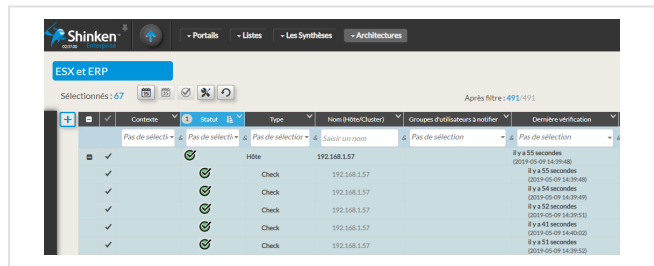 Shinken
Enterprise
- Portails
- Listes
- Les Synthèses
- Architectures
ESX et ERP
Sélectionnés : 67
Après filtre : 491/491
Contexte
1 Statut
Type
Nom (Hôte/Cluster)
Groupes d'utilisateurs à notifier
Dernière vérification
Pas de sélecti
& Pas de sélecti
& Pas de sélection
& Saisir un nom
& Pas de sélection
& Pas de sélection
Hôte 192.168.1.57 il y a 55 secondes
(2019-05-09 14:39:48)
Check 192.168.1.57 il y a 55 secondes
(2019-05-09 14:39:48)
Check 192.168.1.57 il y a 54 secondes
(2019-05-09 14:39:49)
Check 192.168.1.57 il y a 52 secondes
(2019-05-09 14:39:51)
Check 192.168.1.57 il y a 41 secondes
(2019-05-09 14:40:02)
Check 192.168.1.57 il y a 51 secondes
(2019-05-09 14:39:52)